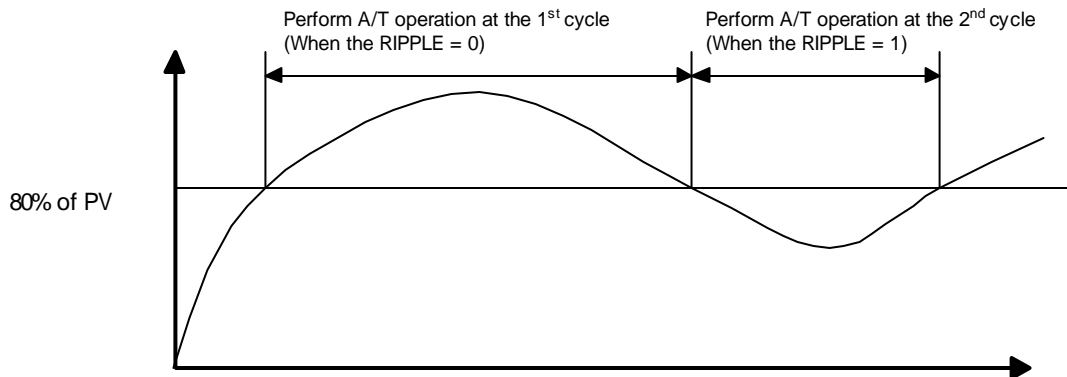 Perform A/T operation at the 1st cycle
(When the RIPPLE = 0)
Perform A/T operation at the 2nd cycle
(When the RIPPLE = 1)
80% of PV